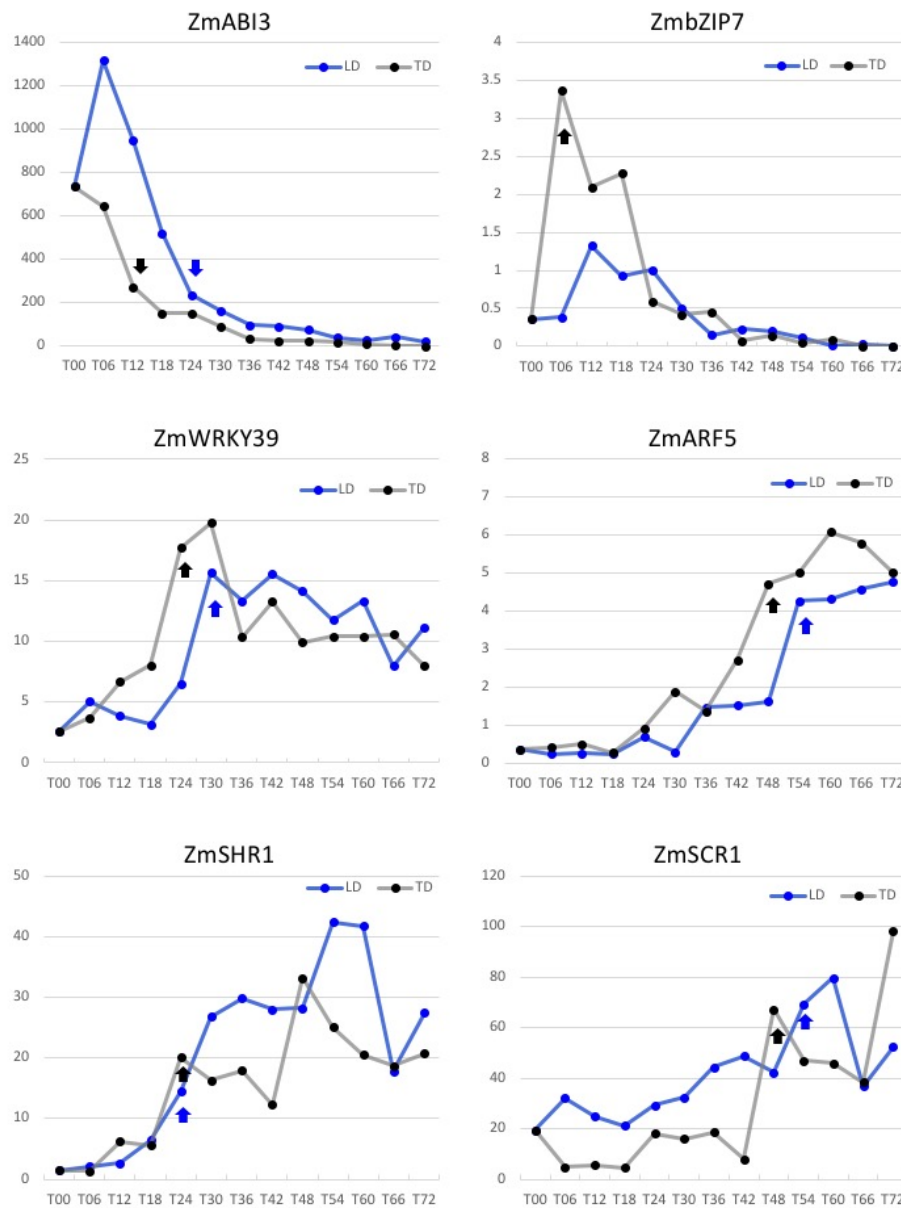 ZmABI3
LD TD
1400
1200
1000
800
600
400
200
0
T00 T06 T12 T18 T24 T30 T36 T42 T48 T54 T60 T66 T72
ZmbZIP7
LD TD
4
3.5
3
2.5
2
1.5
1
0.5
0
T00 T06 T12 T18 T24 T30 T36 T42 T48 T54 T60 T66 T72
ZmWRKY39
LD TD
25
20
15
10
5
0
T00 T06 T12 T18 T24 T30 T36 T42 T48 T54 T60 T66 T72
ZmARF5
LD TD
8
7
6
5
4
3
2
1
0
T00 T06 T12 T18 T24 T30 T36 T42 T48 T54 T60 T66 T72
ZmSHR1
LD TD
50
40
30
20
10
0
T00 T06 T12 T18 T24 T30 T36 T42 T48 T54 T60 T66 T72
ZmSCR1
LD TD
120
100
80
60
40
20
0
T00 T06 T12 T18 T24 T30 T36 T42 T48 T54 T60 T66 T72